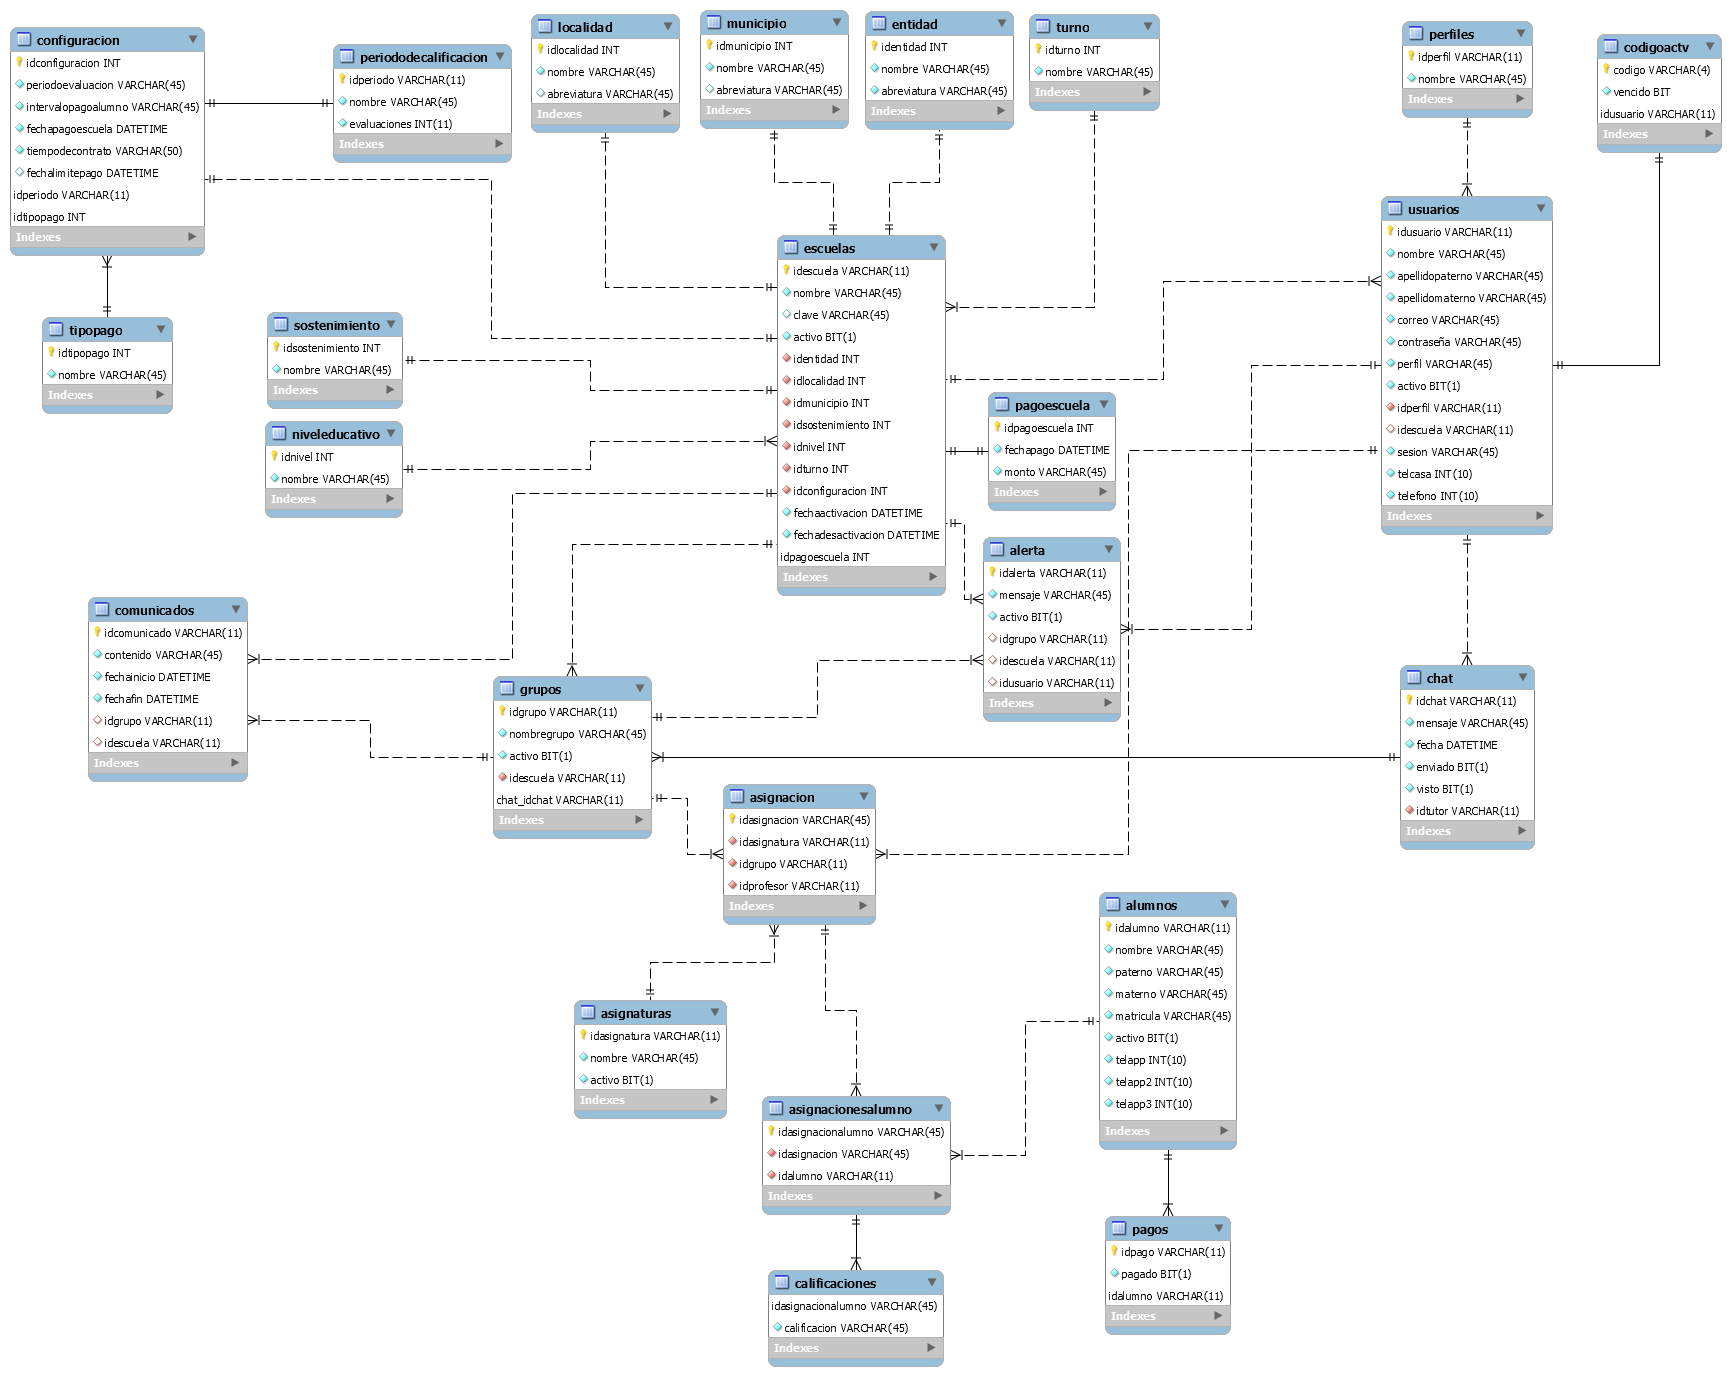 configuracion
idconfiguracion INT
periodoevaluacion VARCHAR(45)
intervalopagoalumno VARCHAR(45)
fechapagoescuela DATETIME
tiempodecontrato VARCHAR(50)
fechalimitepago DATETIME
idperiodo VARCHAR(11)
idtipopago INT
Indexes
periododecalificacion
idperiodo VARCHAR(11)
nombre VARCHAR(45)
evaluaciones INT(11)
Indexes
localidad
idlocalidad INT
nombre VARCHAR(45)
abreviatura VARCHAR(45)
Indexes
municipio
idmunicipio INT
nombre VARCHAR(45)
abreviatura VARCHAR(45)
Indexes
entidad
identidad INT
nombre VARCHAR(45)
abreviatura VARCHAR(45)
Indexes
turno
idturno INT
nombre VARCHAR(45)
Indexes
perfiles
idperfil VARCHAR(11)
nombre VARCHAR(45)
Indexes
codigoactv
codigo VARCHAR(4)
vencido BIT
idusuario VARCHAR(11)
Indexes
tipopago
idtipopago INT
nombre VARCHAR(45)
Indexes
sostenimiento
idsostenimiento INT
nombre VARCHAR(45)
Indexes
niveleducativo
idnivel INT
nombre VARCHAR(45)
Indexes
escuelas
idescuela VARCHAR(11)
nombre VARCHAR(45)
clave VARCHAR(45)
activo BIT(1)
identidad INT
idlocalidad INT
idmunicipio INT
idsostenimiento INT
idnivel INT
idturno INT
idconfiguracion INT
fechaactivacion DATETIME
fechadesactivacion DATETIME
idpagoescuela INT
Indexes
pagoescuela
idpagoescuela INT
fechapago DATETIME
monto VARCHAR(45)
Indexes
usuarios
idusuario VARCHAR(11)
nombre VARCHAR(45)
apellidopaterno VARCHAR(45)
apellidomaterno VARCHAR(45)
correo VARCHAR(45)
contraseña VARCHAR(45)
perfil VARCHAR(45)
activo BIT(1)
idperfil VARCHAR(11)
idescuela VARCHAR(11)
sesion VARCHAR(45)
telcasa INT(10)
telefono INT(10)
Indexes
alerta
idalerta VARCHAR(11)
mensaje VARCHAR(45)
activo BIT(1)
idgrupo VARCHAR(11)
idescuela VARCHAR(11)
idusuario VARCHAR(11)
Indexes
comunicados
idcomunicado VARCHAR(11)
contenido VARCHAR(45)
fechainicio DATETIME
fechafin DATETIME
idgrupo VARCHAR(11)
idescuela VARCHAR(11)
Indexes
grupos
idgrupo VARCHAR(11)
nombregrupo VARCHAR(45)
activo BIT(1)
idescuela VARCHAR(11)
chat_idchat VARCHAR(11)
Indexes
chat
idchat VARCHAR(11)
mensaje VARCHAR(45)
fecha DATETIME
enviado BIT(1)
visto BIT(1)
idtutor VARCHAR(11)
Indexes
asignacion
idasignacion VARCHAR(45)
idasignatura VARCHAR(11)
idgrupo VARCHAR(11)
idprofesor VARCHAR(11)
Indexes
alumnos
idalumno VARCHAR(11)
nombre VARCHAR(45)
paterno VARCHAR(45)
materno VARCHAR(45)
matricula VARCHAR(45)
activo BIT(1)
telapp INT(10)
telapp2 INT(10)
telapp3 INT(10)
Indexes
asignaturas
idasignatura VARCHAR(11)
nombre VARCHAR(45)
activo BIT(1)
Indexes
asignacionesalumno
idasignacionalumno VARCHAR(45)
idasignacion VARCHAR(45)
idalumno VARCHAR(11)
Indexes
pagos
idpago VARCHAR(11)
pagado BIT(1)
idalumno VARCHAR(11)
Indexes
calificaciones
idasignacionalumno VARCHAR(45)
calificacion VARCHAR(45)
Indexes